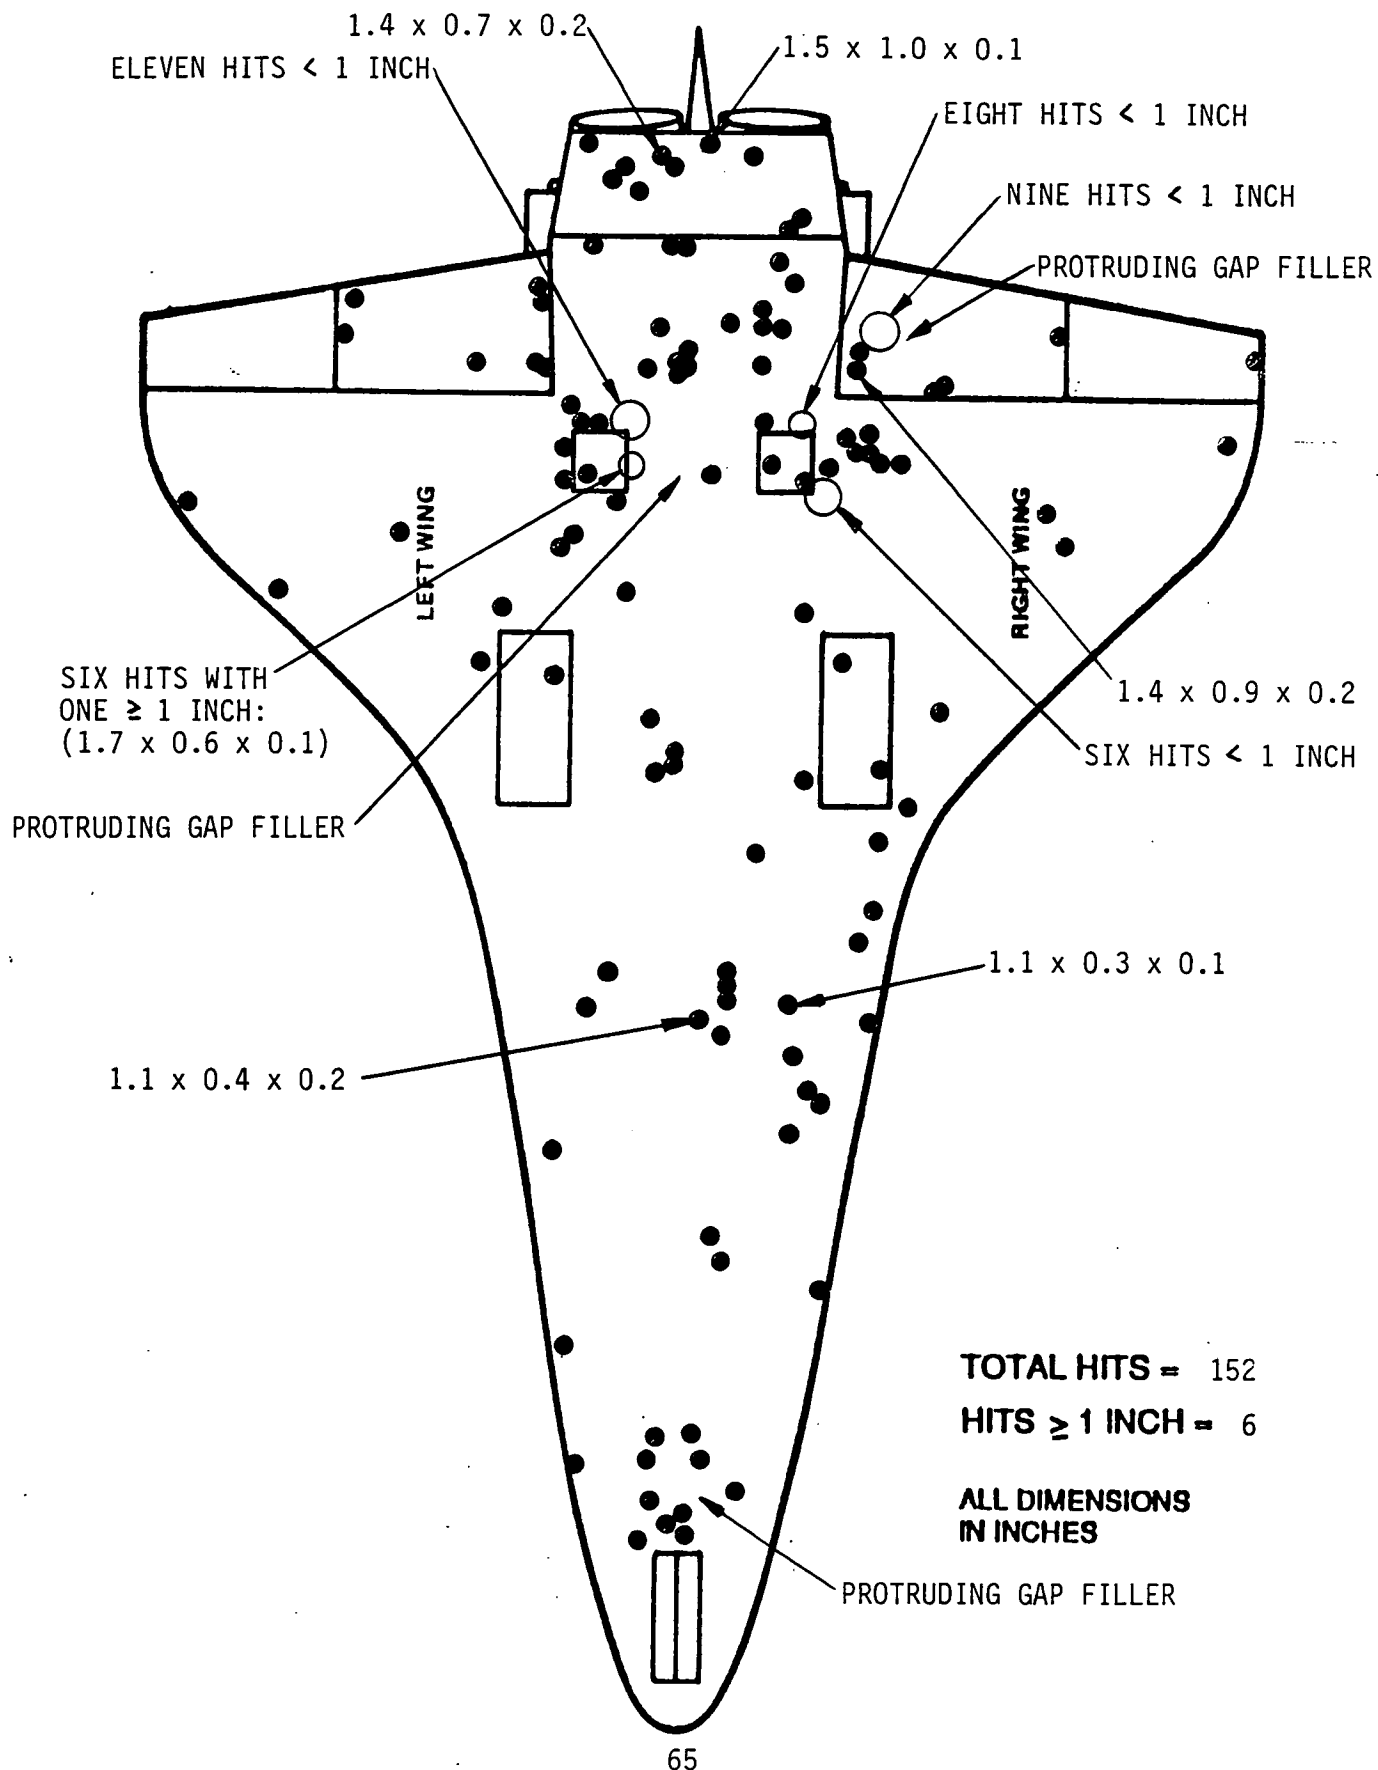 1.4 x 0.7 x 0.2
1.5 x 1.0 x 0.1
ELEVEN HITS < 1 INCH
EIGHT HITS < 1 INCH
NINE HITS < 1 INCH
PROTRUDING GAP FILLER
LEFT WING
RIGHT WING
SIX HITS WITH
ONE ≥ 1 INCH:
(1.7 x 0.6 x 0.1)
1.4 x 0.9 x 0.2
SIX HITS < 1 INCH
PROTRUDING GAP FILLER
1.1 x 0.3 x 0.1
1.1 x 0.4 x 0.2
TOTAL HITS = 152
HITS ≥ 1 INCH = 6
ALL DIMENSIONS
IN INCHES
PROTRUDING GAP FILLER
65